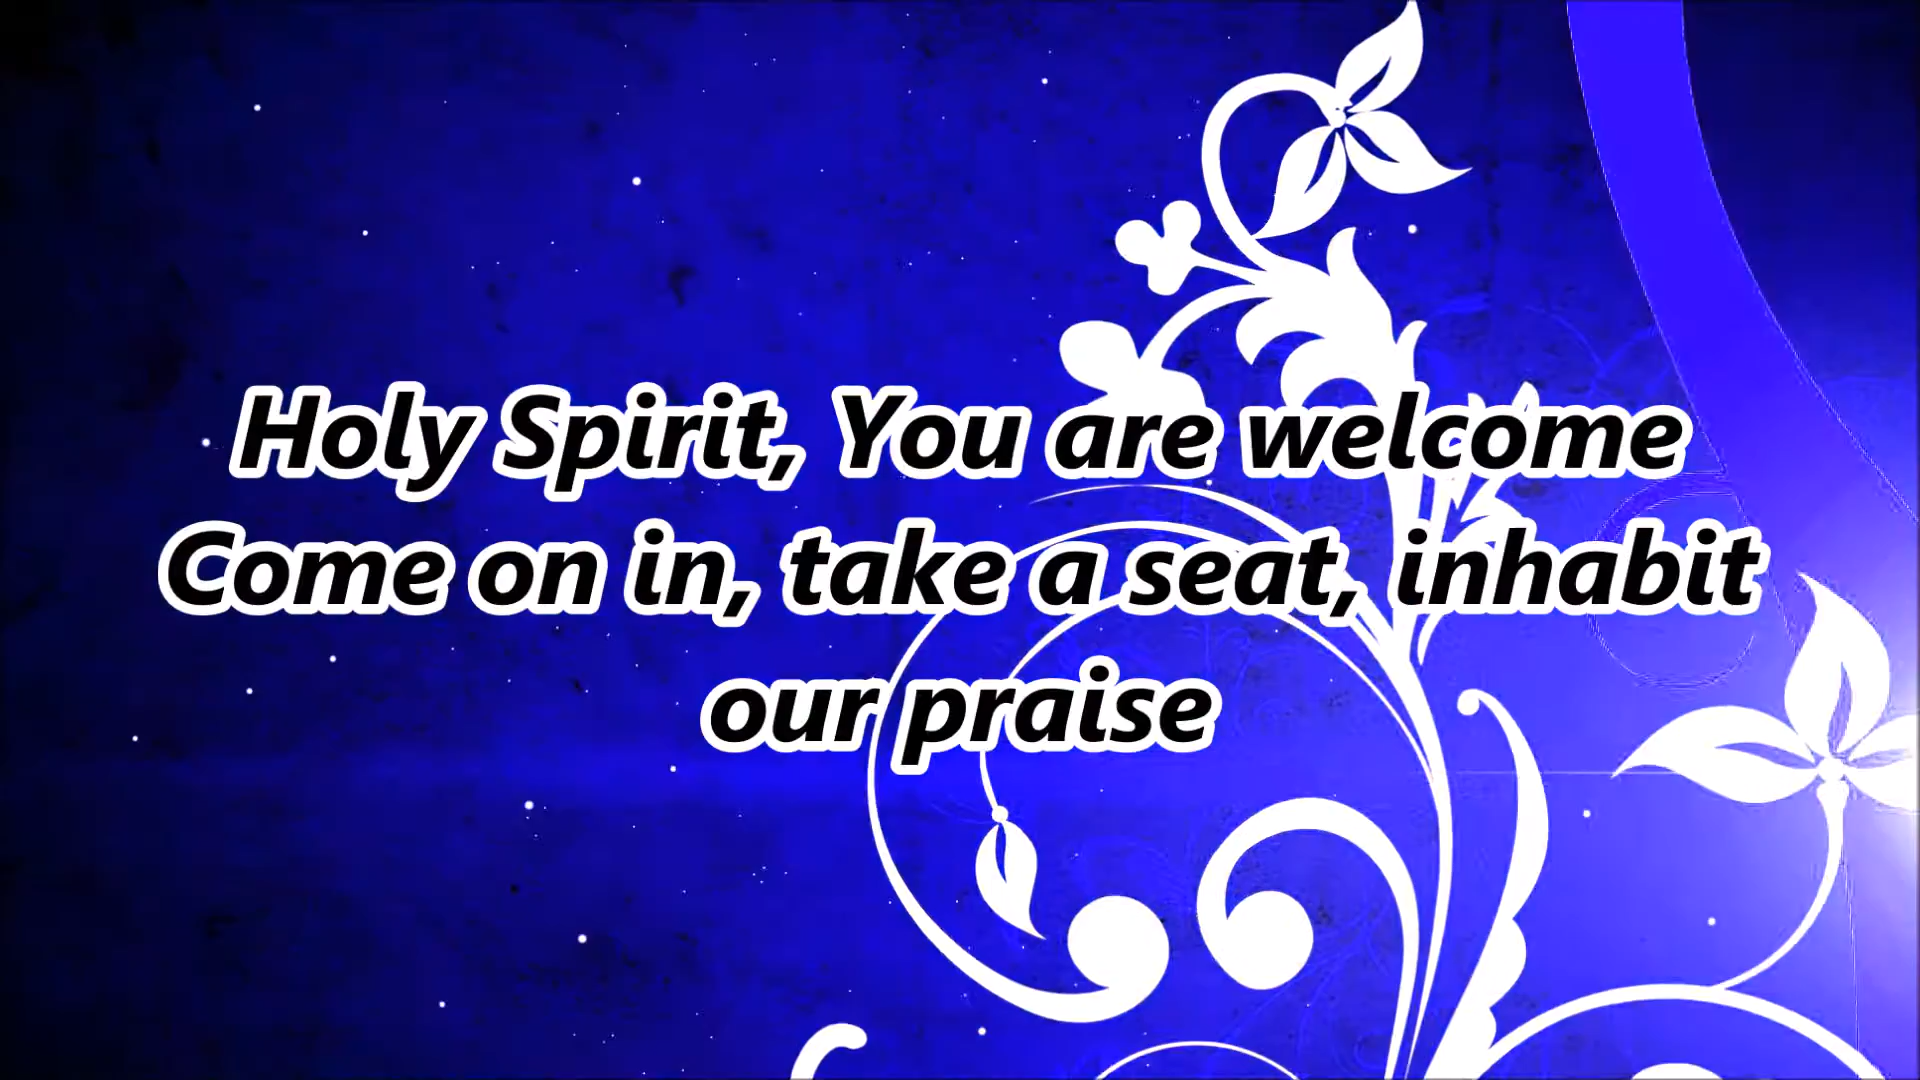 Holy Spirit, You are welcome
Come on in, take a seat, inhabit
our praise